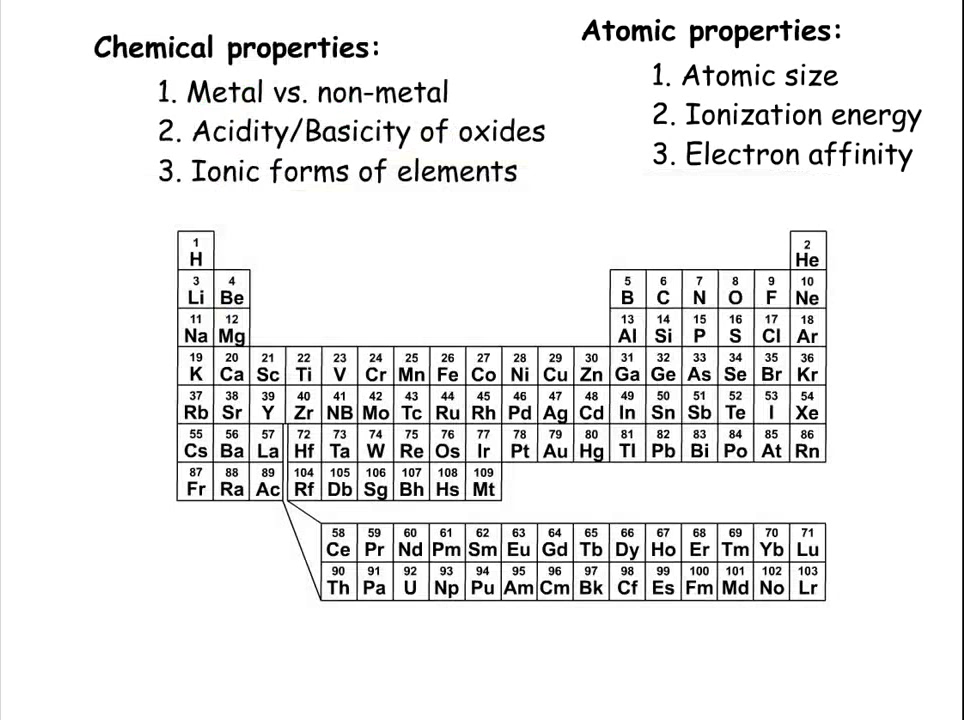 Chemical properties:
1. Metal vs. non-metal
2. Acidity/Basicity of oxides
3. Ionic forms of elements
Atomic properties:
1. Atomic size
2. Ionization energy
3. Electron affinity
1 2
H He
3 4 5 6 7 8 9 10
Li Be B C N O F Ne
11 12 13 14 15 16 17 18
Na Mg Al Si P S Cl Ar
19 20 21 22 23 24 25 26 27 28 29 30 31 32 33 34 35 36
K Ca Sc Ti V Cr Mn Fe Co Ni Cu Zn Ga Ge As Se Br Kr
37 38 39 40 41 42 43 44 45 46 47 48 49 50 51 52 53 54
Rb Sr Y Zr NB Mo Tc Ru Rh Pd Ag Cd In Sn Sb Te I Xe
55 56 57 72 73 74 75 76 77 78 79 80 81 82 83 84 85 86
Cs Ba La Hf Ta W Re Os Ir Pt Au Hg Tl Pb Bi Po At Rn
87 88 89 104 105 106 107 108 109
Fr Ra Ac Rf Db Sg Bh Hs Mt
58 59 60 61 62 63 64 65 66 67 68 69 70 71
Ce Pr Nd Pm Sm Eu Gd Tb Dy Ho Er Tm Yb Lu
90 91 92 93 94 95 96 97 98 99 100 101 102 103
Th Pa U Np Pu Am Cm Bk Cf Es Fm Md No Lr